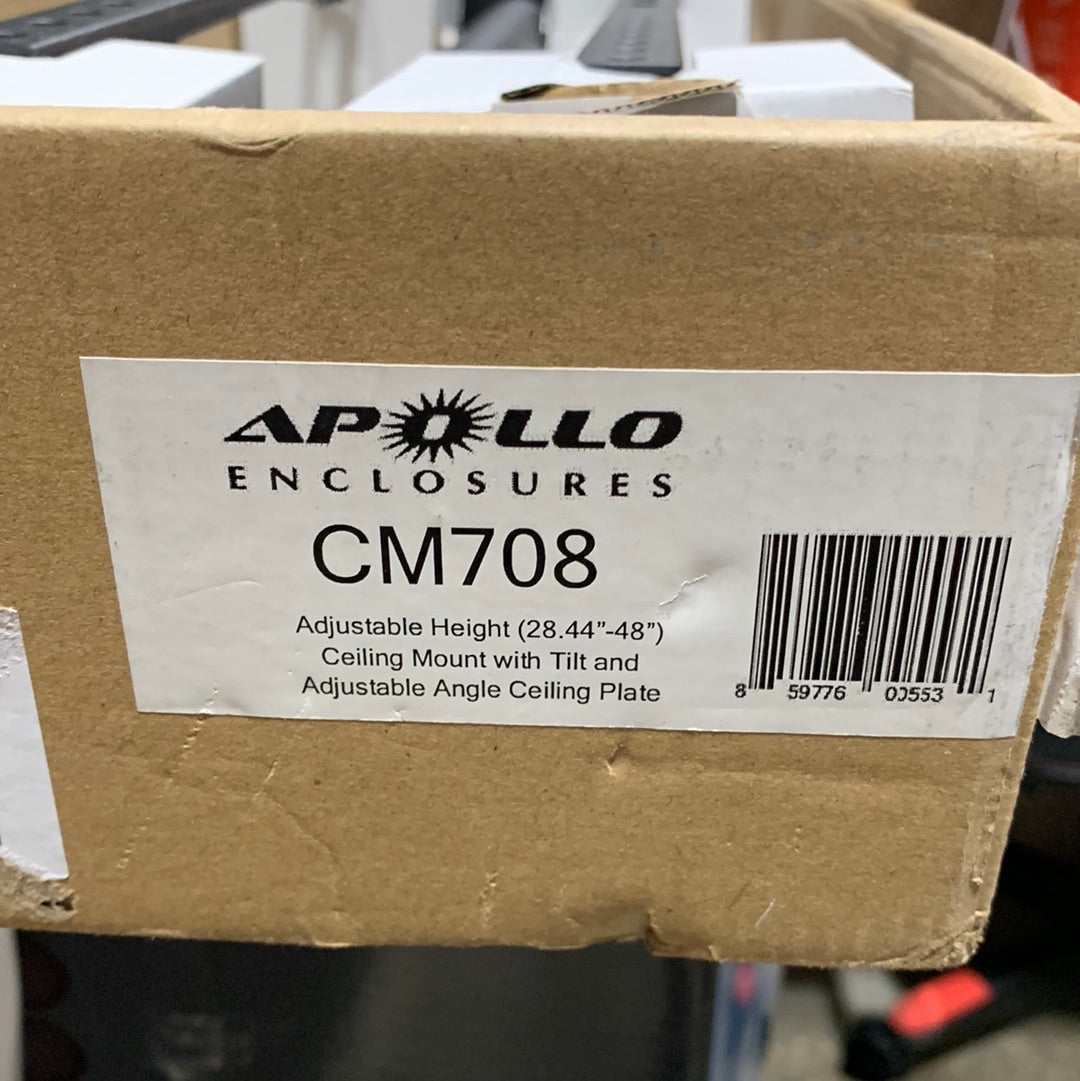 APOLLO
ENCLOSURES
CM708
Adjustable Height (28.44”-48”)
Ceiling Mount with Tilt and
Adjustable Angle Ceiling Plate
8 59776 00553 1